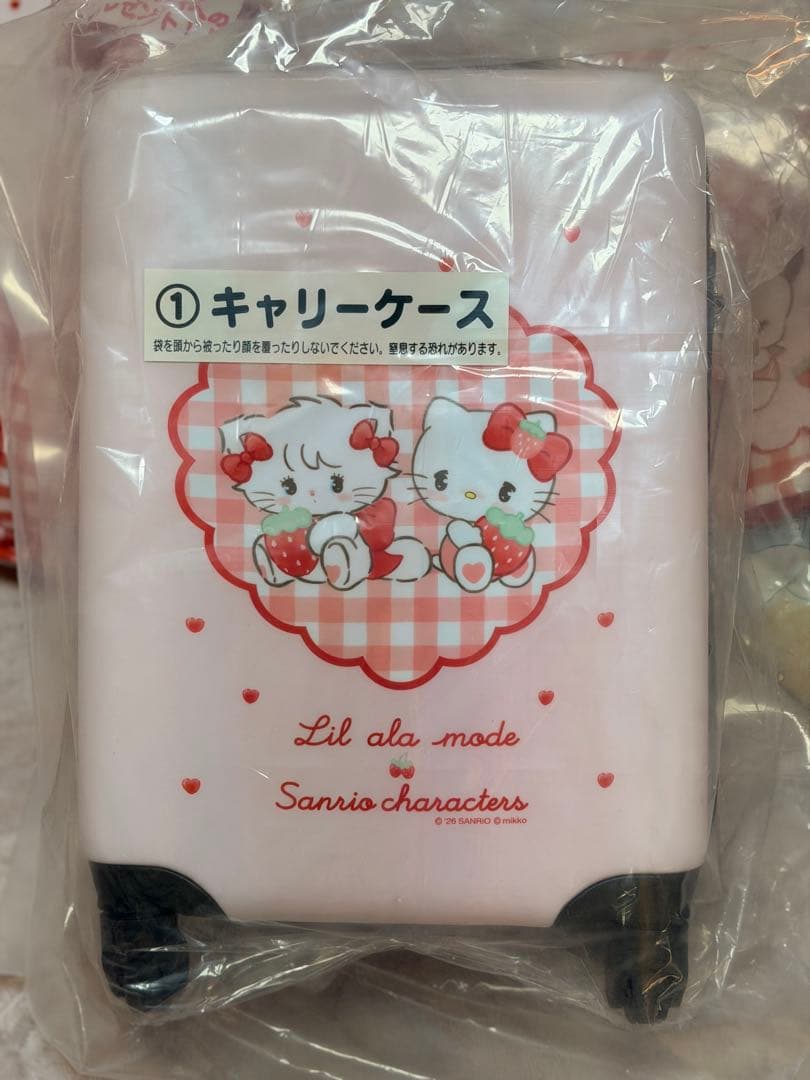 ①キャリーケース
袋を頭から被ったり顔を覆ったりしないでください。窒息する恐れがあります。
Lil ala mode
Sanrio characters
© '26 SANRIO © mikko